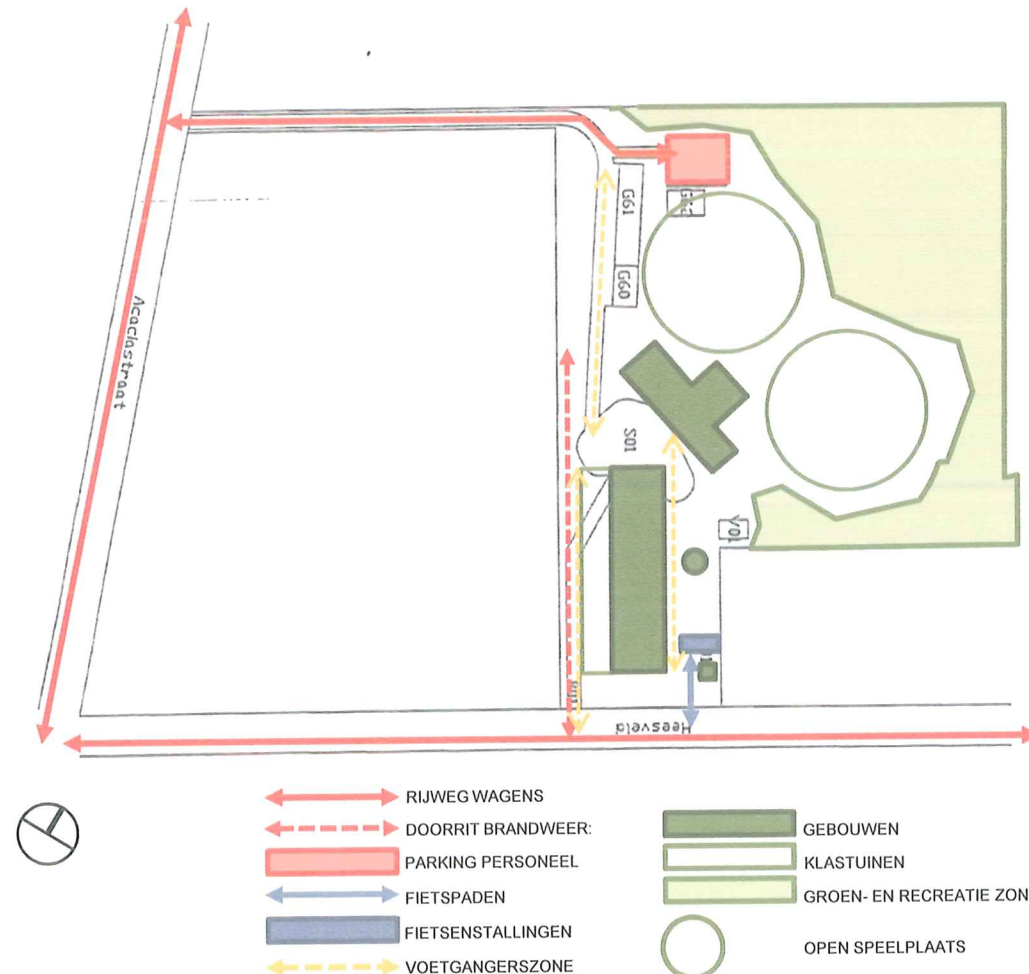 Acaciastraat
G61
G60
S01
Heesveld
RIJWEG WAGENS
DOORRIT BRANDWEER:
PARKING PERSONEEL
FIETSPADEN
FIETSENSTALLINGEN
VOETGANGERSZONE
GEBOUWEN
KLASTUINEN
GROEN- EN RECREATIE ZON
OPEN SPEELPLAATS